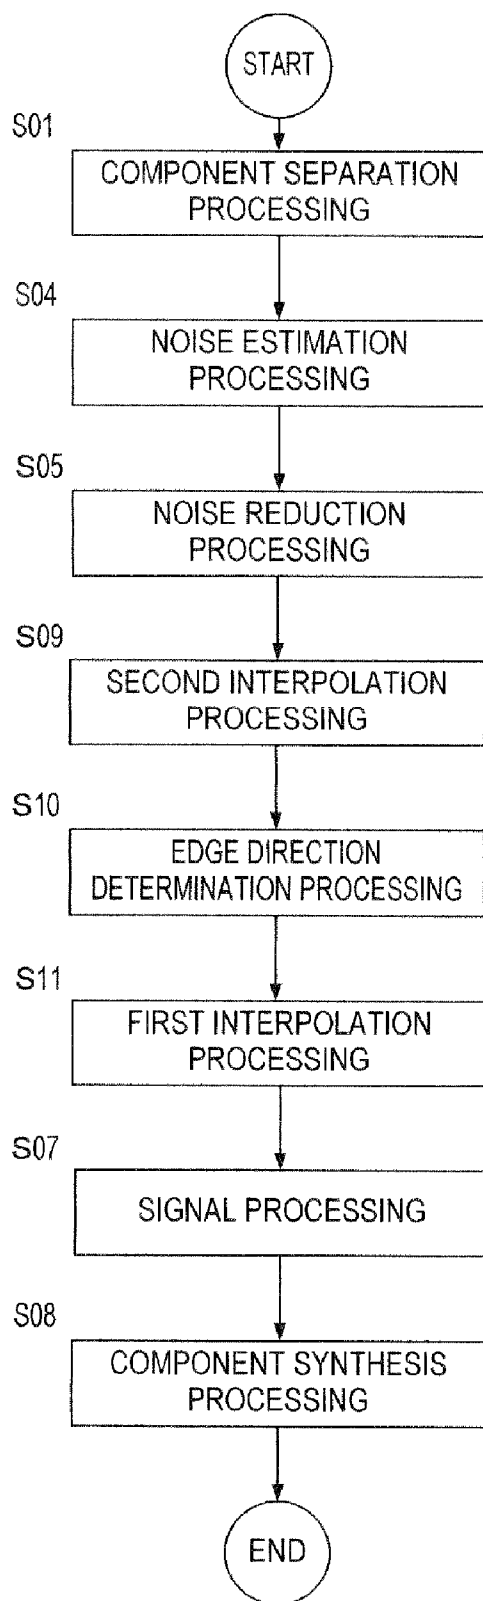 START
S01
COMPONENT SEPARATION
PROCESSING
S04
NOISE ESTIMATION
PROCESSING
S05
NOISE REDUCTION
PROCESSING
S09
SECOND INTERPOLATION
PROCESSING
S10
EDGE DIRECTION
DETERMINATION PROCESSING
S11
FIRST INTERPOLATION
PROCESSING
S07
SIGNAL PROCESSING
S08
COMPONENT SYNTHESIS
PROCESSING
END